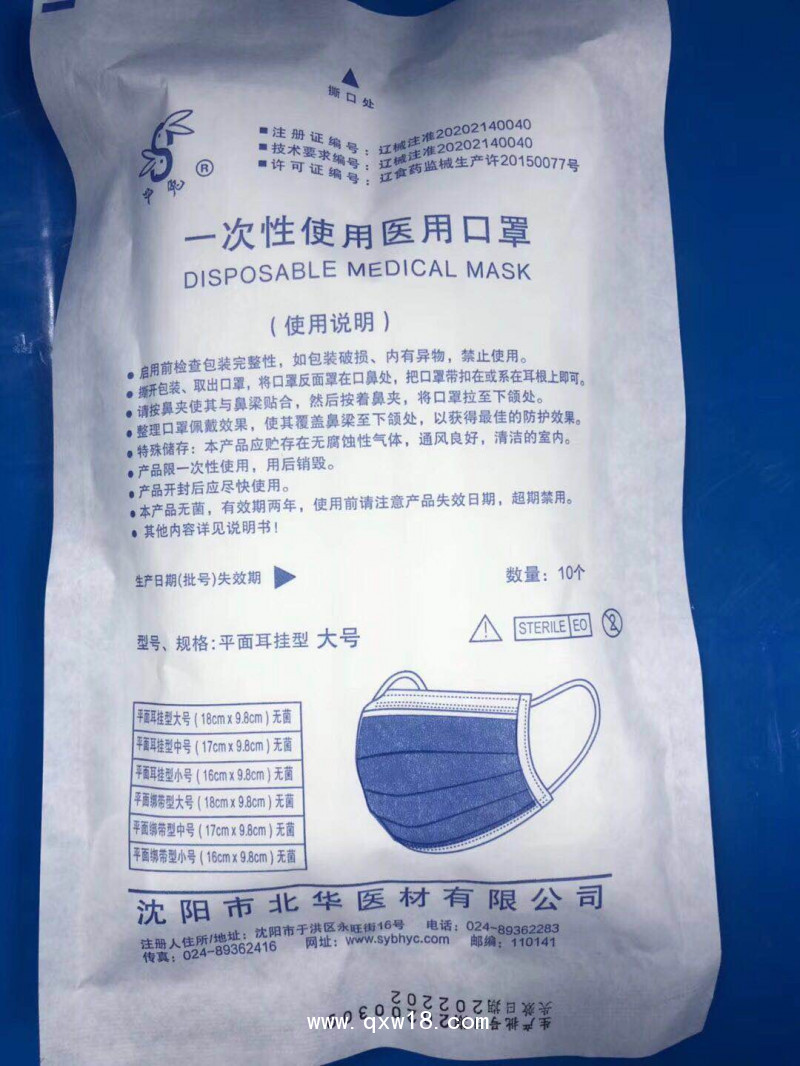 撕口处
®
■注册证编号：辽械注准20202140040
■技术要求编号：辽械注准20202140040
■许可证编号：辽食药监械生产许20150077号
一次性使用医用口罩
DISPOSABLE MEDICAL MASK
(使用说明)
●启用前检查包装完整性，如包装破损、内有异物，禁止使用。
●撕开包装、取出口罩，将口罩反面罩在口鼻处，把口罩带扣在或系在耳根上即可。
●请按鼻夹使其与鼻梁贴合，然后按着鼻夹，将口罩拉至下颌处。
●整理口罩佩戴效果，使其覆盖鼻梁至下颌处，以获得最佳的防护效果。
●特殊储存：本产品应贮存在无腐蚀性气体，通风良好，清洁的室内。
●产品限一次性使用，用后销毁。
●产品开封后应尽快使用。
●本产品无菌，有效期两年，使用前请注意产品失效日期，超期禁用。
●其他内容详见说明书！
生产日期(批号)失效期
数量：10个
型号、规格:平面耳挂型 大号
STERILE EO
2
平面耳挂型大号(18cm x 9.8cm)无菌
平面耳挂型中号(17cm x 9.8cm)无菌
平面耳挂型小号(16cm x 9.8cm)无菌
平面绑带型大号(18cm x 9.8cm)无菌
平面绑带型中号(17cm x 9.8cm)无菌
平面绑带型小号(16cm x 9.8cm)无菌
沈阳市北华医材有限公司
注册人住所/地址：沈阳市于洪区永旺街16号 电话：024-89362283
传真：024-89362416 网址：www.sybhyc.com 邮编：110141
生产批号
失效日期 202202
www.qxw18.com